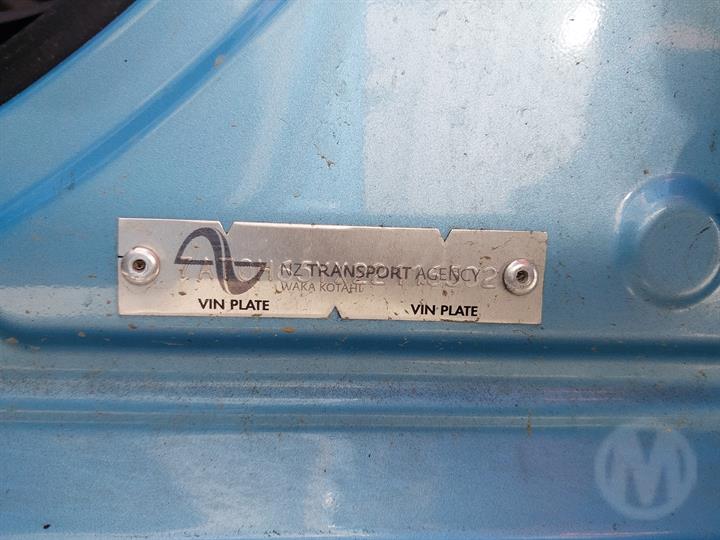 NZ TRANSPORT AGENCY
WAKA KOTAHI
VIN PLATE VIN PLATE
M